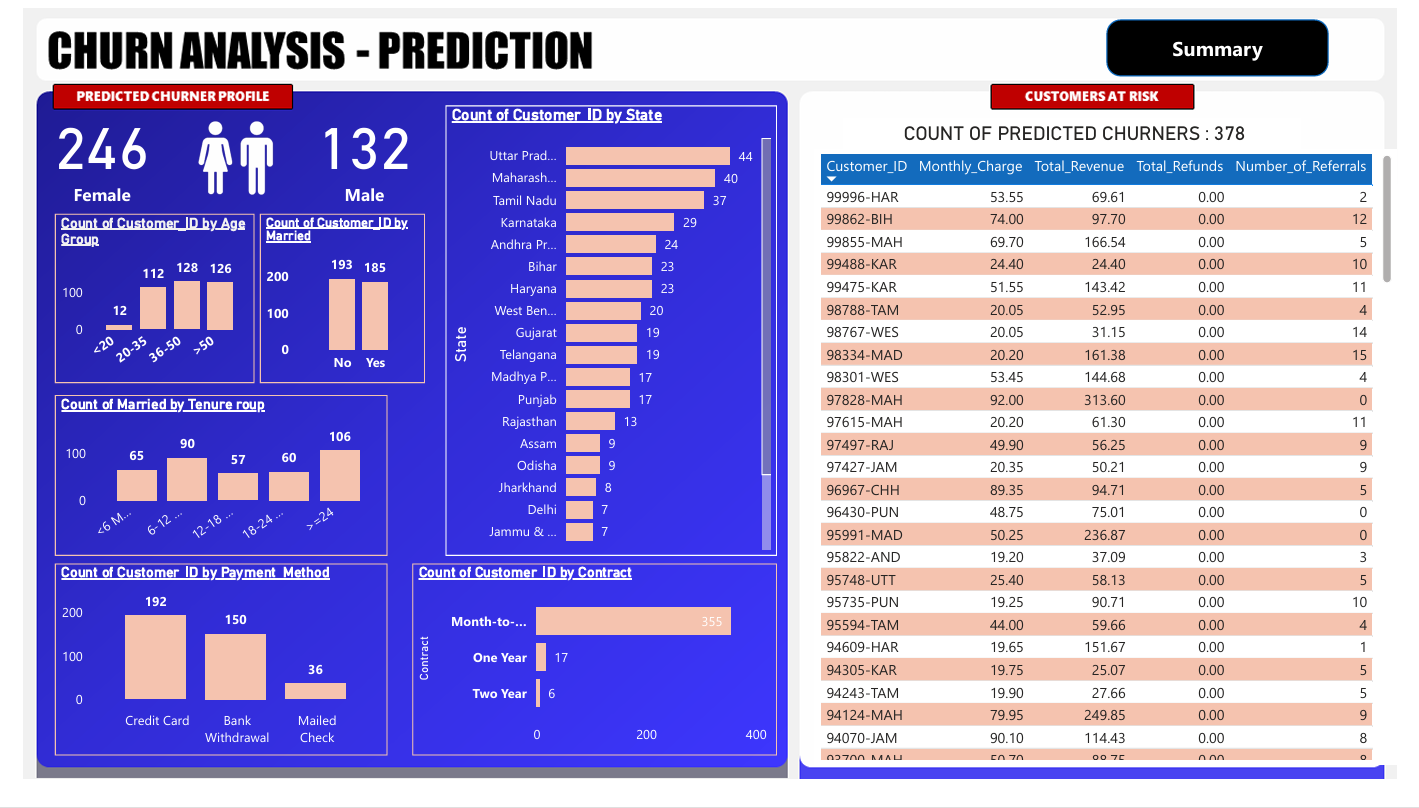 CHURN ANALYSIS - PREDICTION
Summary
PREDICTED CHURNER PROFILE
246
Female
132
Male
Count of Customer_ID by Age
Group
100
0
12
112
128
126
<20
20-35
36-50
>50
Count of Customer_ID by
Married
200
100
0
193
185
No
Yes
Count of Married by Tenure roup
100
0
65
90
57
60
106
<6 M...
6-12 ...
12-18 ...
18-24 ...
>=24
Count of Customer_ID by Payment_Method
200
100
0
192
150
36
Credit Card
Bank
Withdrawal
Mailed
Check
Count of Customer_ID by State
State
Uttar Prad... 44
Maharash... 40
Tamil Nadu 37
Karnataka 29
Andhra Pr... 24
Bihar 23
Haryana 23
West Ben... 20
Gujarat 19
Telangana 19
Madhya P... 17
Punjab 17
Rajasthan 13
Assam 9
Odisha 9
Jharkhand 8
Delhi 7
Jammu & ... 7
Count of Customer_ID by Contract
Contract
Month-to-... 355
One Year 17
Two Year 6
0 200 400
CUSTOMERS AT RISK
COUNT OF PREDICTED CHURNERS : 378
Customer_ID Monthly_Charge Total_Revenue Total_Refunds Number_of_Referrals
99996-HAR 53.55 69.61 0.00 2
99862-BIH 74.00 97.70 0.00 12
99855-MAH 69.70 166.54 0.00 5
99488-KAR 24.40 24.40 0.00 10
99475-KAR 51.55 143.42 0.00 11
98788-TAM 20.05 52.95 0.00 4
98767-WES 20.05 31.15 0.00 14
98334-MAD 20.20 161.38 0.00 15
98301-WES 53.45 144.68 0.00 4
97828-MAH 92.00 313.60 0.00 0
97615-MAH 20.20 61.30 0.00 11
97497-RAJ 49.90 56.25 0.00 9
97427-JAM 20.35 50.21 0.00 9
96967-CHH 89.35 94.71 0.00 5
96430-PUN 48.75 75.01 0.00 0
95991-MAD 50.25 236.87 0.00 0
95822-AND 19.20 37.09 0.00 3
95748-UTT 25.40 58.13 0.00 5
95735-PUN 19.25 90.71 0.00 10
95594-TAM 44.00 59.66 0.00 4
94609-HAR 19.65 151.67 0.00 1
94305-KAR 19.75 25.07 0.00 5
94243-TAM 19.90 27.66 0.00 5
94124-MAH 79.95 249.85 0.00 9
94070-JAM 90.10 114.43 0.00 8